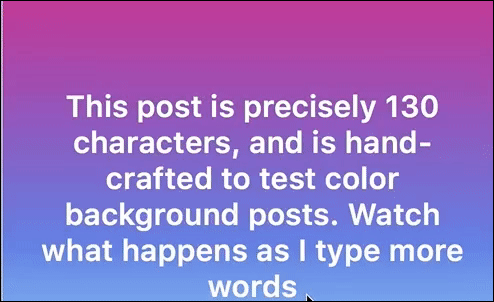 This post is precisely 130
characters, and is hand-
crafted to test color
background posts. Watch
what happens as I type more
words